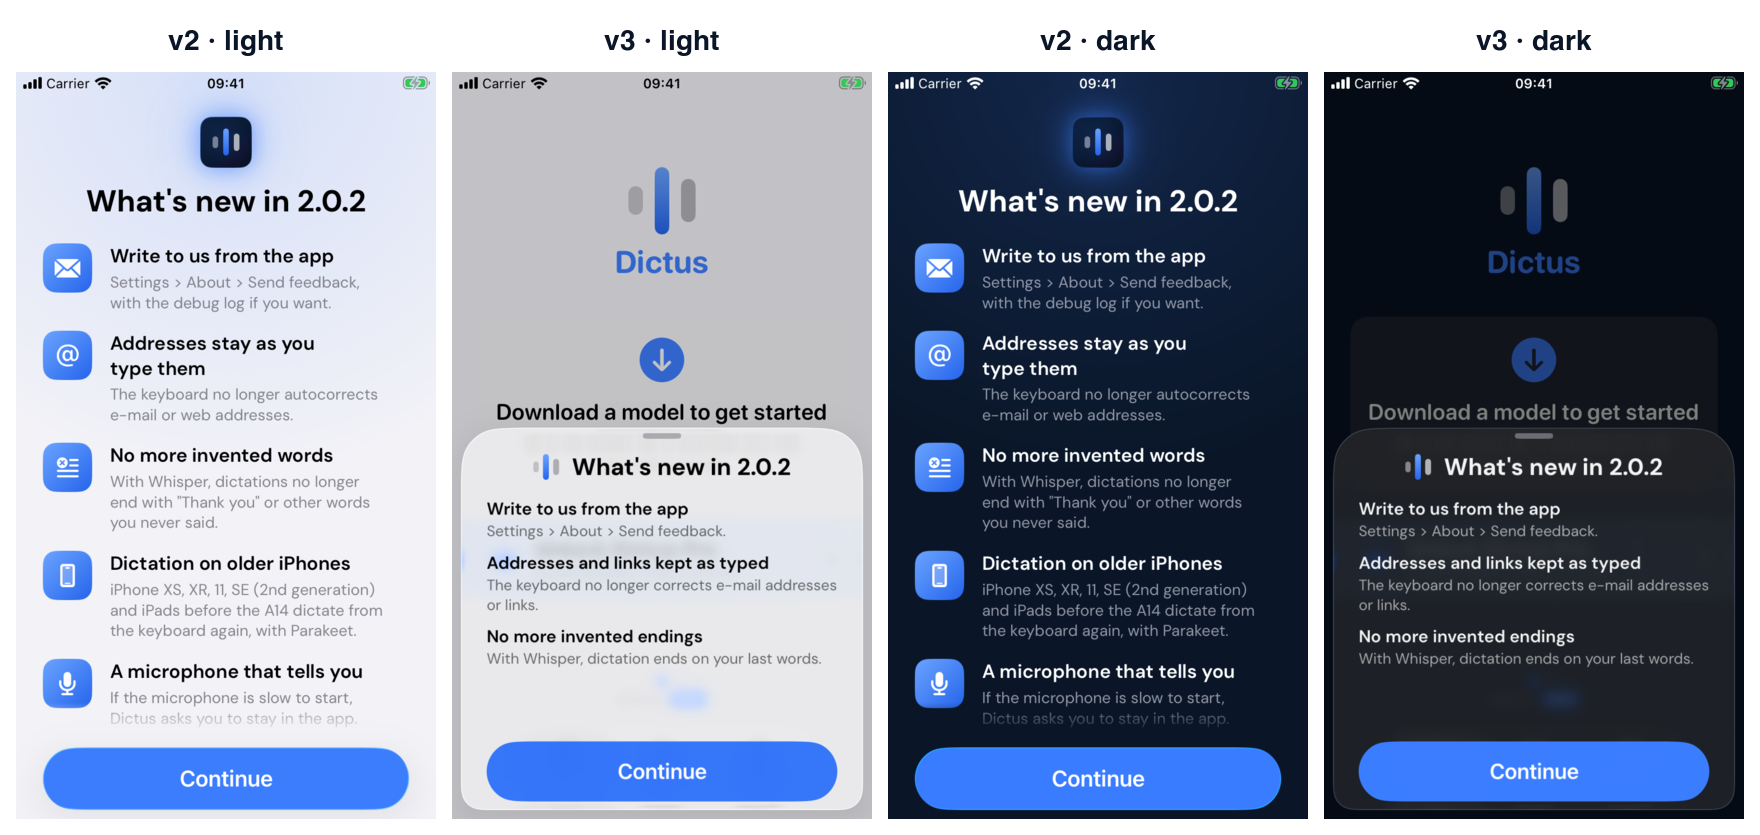 v2 · light
Carrier
09:41
What's new in 2.0.2
Write to us from the app
Settings > About > Send feedback,
with the debug log if you want.
Addresses stay as you
type them
The keyboard no longer autocorrects
e-mail or web addresses.
No more invented words
With Whisper, dictations no longer
end with "Thank you" or other words
you never said.
Dictation on older iPhones
iPhone XS, XR, 11, SE (2nd generation)
and iPads before the A14 dictate from
the keyboard again, with Parakeet.
A microphone that tells you
If the microphone is slow to start,
Dictus asks you to stay in the app.
Continue
v3 · light
Carrier
09:41
Dictus
Download a model to get started
What's new in 2.0.2
Write to us from the app
Settings > About > Send feedback.
Addresses and links kept as typed
The keyboard no longer corrects e-mail addresses
or links.
No more invented endings
With Whisper, dictation ends on your last words.
Continue
v2 · dark
Carrier
09:41
What's new in 2.0.2
Write to us from the app
Settings > About > Send feedback,
with the debug log if you want.
Addresses stay as you
type them
The keyboard no longer autocorrects
e-mail or web addresses.
No more invented words
With Whisper, dictations no longer
end with "Thank you" or other words
you never said.
Dictation on older iPhones
iPhone XS, XR, 11, SE (2nd generation)
and iPads before the A14 dictate from
the keyboard again, with Parakeet.
A microphone that tells you
If the microphone is slow to start,
Dictus asks you to stay in the app.
Continue
v3 · dark
Carrier
09:41
Dictus
Download a model to get started
What's new in 2.0.2
Write to us from the app
Settings > About > Send feedback.
Addresses and links kept as typed
The keyboard no longer corrects e-mail addresses
or links.
No more invented endings
With Whisper, dictation ends on your last words.
Continue